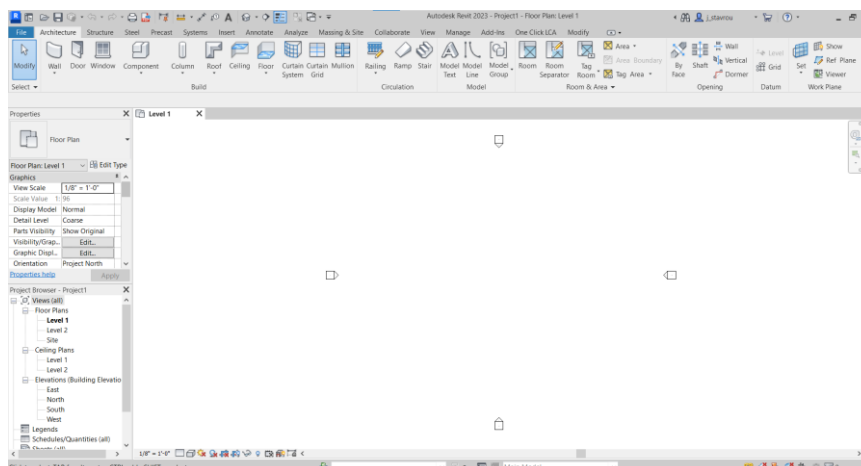 Autodesk Revit 2023 - Project1 - Floor Plan: Level 1
j_stavrou
File Architecture Structure Steel Precast Systems Insert Annotate Analyze Massing & Site Collaborate View Manage Add-Ins One Click LCA Modify
Modify Wall Door Window Component Column Roof Ceiling Floor Curtain System Curtain Grid Mullion Railing Ramp Stair Model Text Model Line Model Group Room Room Separator Tag Room
Area
Area Boundary
Tag Area
By Face Shaft Wall Vertical Dormer
Level
Grid
Set Show Ref Plane Viewer
Select Build Circulation Model Room & Area Opening Datum Work Plane
Properties X
Level 1 X
Floor Plan
Floor Plan: Level 1 Edit Type
Graphics
View Scale 1/8" = 1'-0"
Scale Value 1: 96
Display Model Normal
Detail Level Coarse
Parts Visibility Show Original
Visibility/Grap... Edit...
Graphic Displ... Edit...
Orientation Project North
Properties help Apply
Project Browser - Project1 X
Views (all)
Floor Plans
Level 1
Level 2
Site
Ceiling Plans
Level 1
Level 2
Elevations (Building Elevatio
East
North
South
West
Legends
Schedules/Quantities (all)
1/8" = 1'-0"